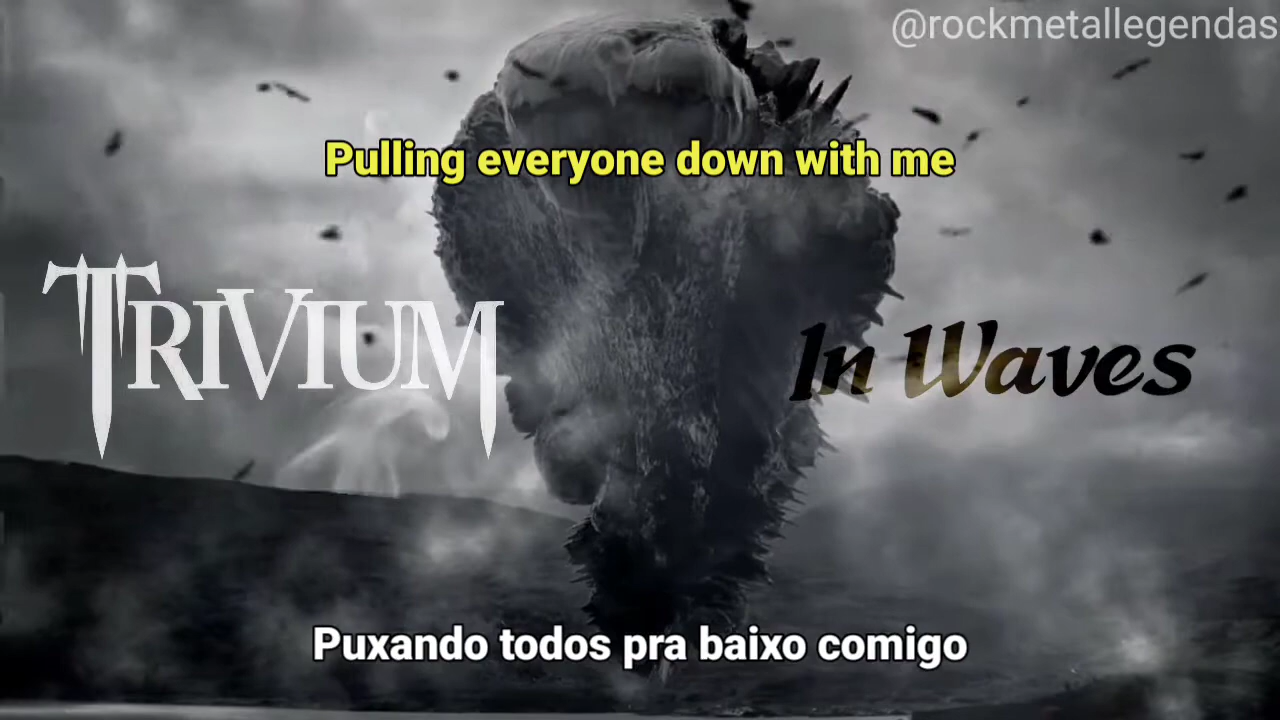 @rockmetallegendas
Pulling everyone down with me
TRIVIUM
In Waves
Puxando todos pra baixo comigo